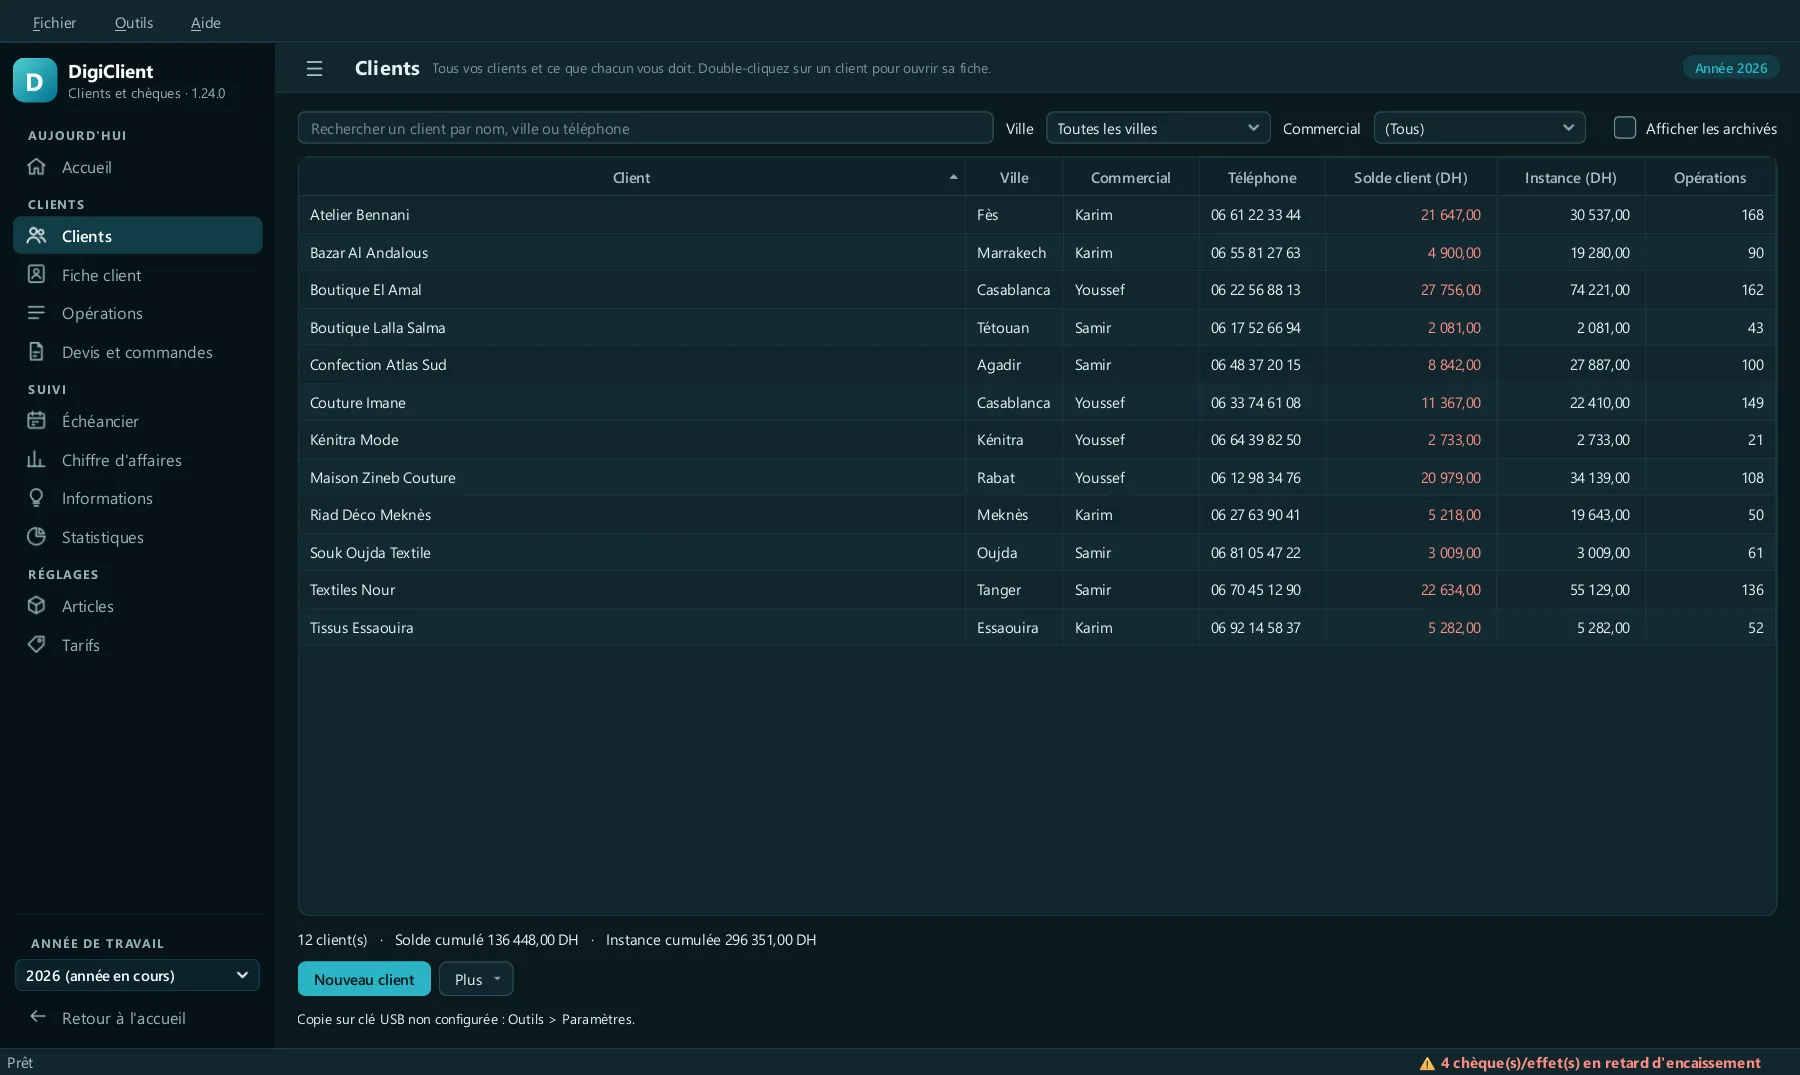 Fichier Outils Aide
DigiClient
Clients et chèques · 1.24.0
AUJOURD'HUI
Accueil
CLIENTS
Clients
Fiche client
Opérations
Devis et commandes
SUIVI
Échéancier
Chiffre d'affaires
Informations
Statistiques
RÉGLAGES
Articles
Tarifs
ANNÉE DE TRAVAIL
2026 (année en cours)
Retour à l'accueil
Clients Tous vos clients et ce que chacun vous doit. Double-cliquez sur un client pour ouvrir sa fiche. Année 2026
Rechercher un client par nom, ville ou téléphone Ville Toutes les villes Commercial (Tous) Afficher les archivés
Client Ville Commercial Téléphone Solde client (DH) Instance (DH) Opérations
Atelier Bennani Fès Karim 06 61 22 33 44 21 647,00 30 537,00 168
Bazar Al Andalous Marrakech Karim 06 55 81 27 63 4 900,00 19 280,00 90
Boutique El Amal Casablanca Youssef 06 22 56 88 13 27 756,00 74 221,00 162
Boutique Lalla Salma Tétouan Samir 06 17 52 66 94 2 081,00 2 081,00 43
Confection Atlas Sud Agadir Samir 06 48 37 20 15 8 842,00 27 887,00 100
Couture Imane Casablanca Youssef 06 33 74 61 08 11 367,00 22 410,00 149
Kénitra Mode Kénitra Youssef 06 64 39 82 50 2 733,00 2 733,00 21
Maison Zineb Couture Rabat Youssef 06 12 98 34 76 20 979,00 34 139,00 108
Riad Déco Meknès Meknès Karim 06 27 63 90 41 5 218,00 19 643,00 50
Souk Oujda Textile Oujda Samir 06 81 05 47 22 3 009,00 3 009,00 61
Textiles Nour Tanger Samir 06 70 45 12 90 22 634,00 55 129,00 136
Tissus Essaouira Essaouira Karim 06 92 14 58 37 5 282,00 5 282,00 52
12 client(s) · Solde cumulé 136 448,00 DH · Instance cumulée 296 351,00 DH
Nouveau client Plus
Copie sur clé USB non configurée : Outils > Paramètres.
Prêt 4 chèque(s)/effet(s) en retard d'encaissement